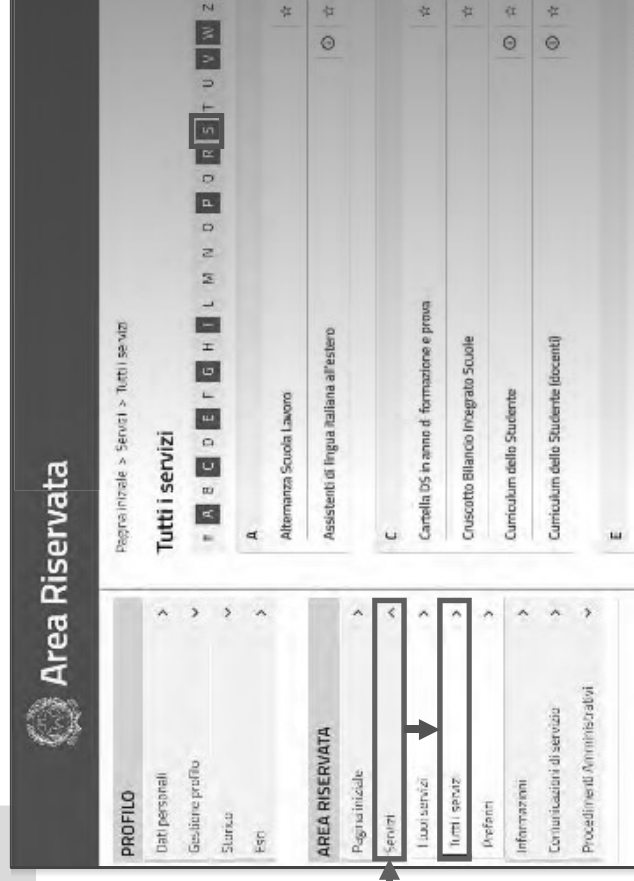 Area Riservata
PROFILO
Dati personali
Gestione profilo
Storico
Esci
AREA RISERVATA
Pagina iniziale
Servizi
I tuoi servizi
Tutti i servizi
Preferiti
Informazioni
Comunicazioni di servizio
Procedimenti Amministrativi
Pagina iniziale > Servizi > Tutti i servizi
Tutti i servizi
# A B C D E F G H I L M N O P Q R S T U V W Z
A
Alternanza Scuola Lavoro
Assistenti di lingua italiana all'estero
C
Cartella DS in anno di formazione e prova
Cruscotto Bilancio Integrato Scuole
Curriculum dello Studente
Curriculum dello Studente (docenti)
E